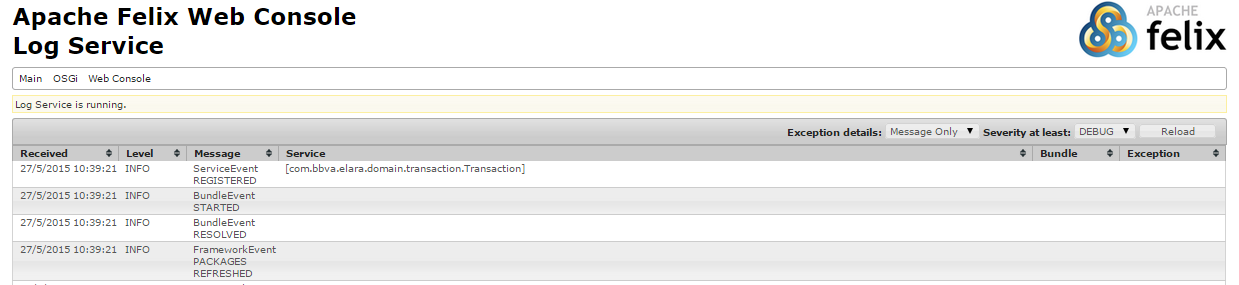 Apache Felix Web Console
Log Service
APACHE
felix
Main OSGi Web Console
Log Service is running.
Exception details: Message Only Severity at least: DEBUG Reload
Received Level Message Service Bundle Exception
27/5/2015 10:39:21 INFO ServiceEvent [com.bbva.elara.domain.transaction.Transaction]
REGISTERED
27/5/2015 10:39:21 INFO BundleEvent
STARTED
27/5/2015 10:39:21 INFO BundleEvent
RESOLVED
27/5/2015 10:39:21 INFO FrameworkEvent
PACKAGES
REFRESHED